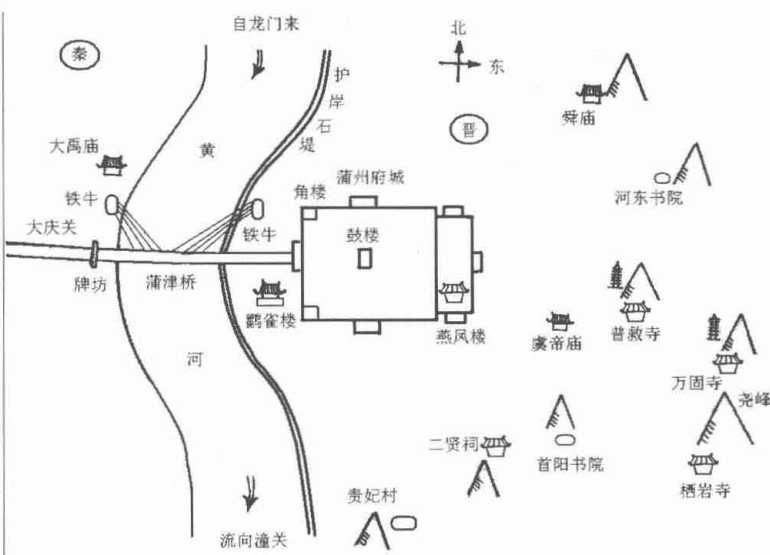 自龙门来
北
秦
东
护岸石堤
晋
舜庙
大禹庙
黄
河东书院
铁牛
角楼
蒲州府城
大庆关
铁牛
鼓楼
牌坊
蒲津桥
鹳雀楼
燕凤楼
虞帝庙
普救寺
河
万固寺
尧峰
二贤祠
首阳书院
栖岩寺
贵妃村
流向潼关